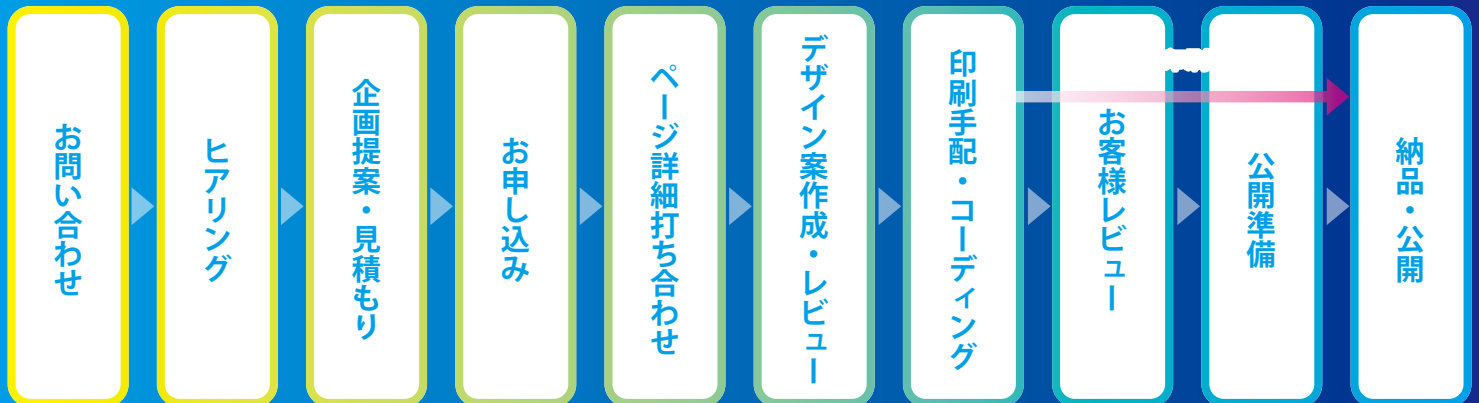 お問い合わせ
ヒアリング
企画提案・見積もり
お申し込み
ページ詳細打ち合わせ
デザイン案作成・レビュー
印刷手配・コーディング
お客様レビュー
公開準備
納品・公開